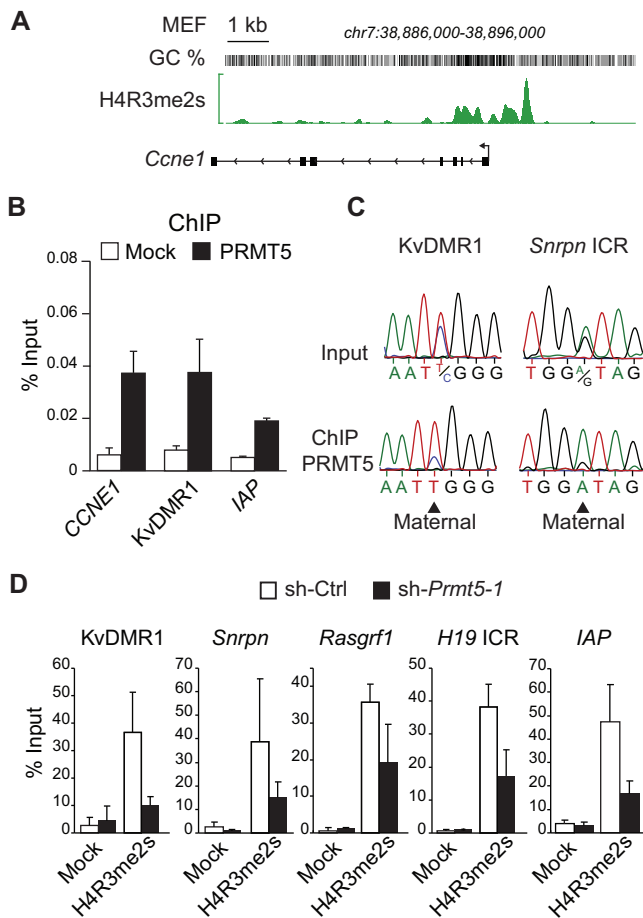 A
MEF 1 kb chr7:38,886,000-38,896,000
GC %
H4R3me2s
Ccne1
B
ChIP
Mock PRMT5
% Input
0.08
0.06
0.04
0.02
0
CCNE1 KvDMR1 IAP
C
KvDMR1 Snrpn ICR
Input
A A T T/C G G G T G G A/G T A G
ChIP
PRMT5
A A T T G G G T G G A T A G
Maternal Maternal
D
sh-Ctrl sh-Prmt5-1
KvDMR1 Snrpn Rasgrf1 H19 ICR IAP
% Input
60
50
40
30
20
10
0
70
60
50
40
30
20
10
0
50
40
30
20
10
0
50
40
30
20
10
0
70
60
50
40
30
20
10
0
Mock H4R3me2s Mock H4R3me2s Mock H4R3me2s Mock H4R3me2s Mock H4R3me2s